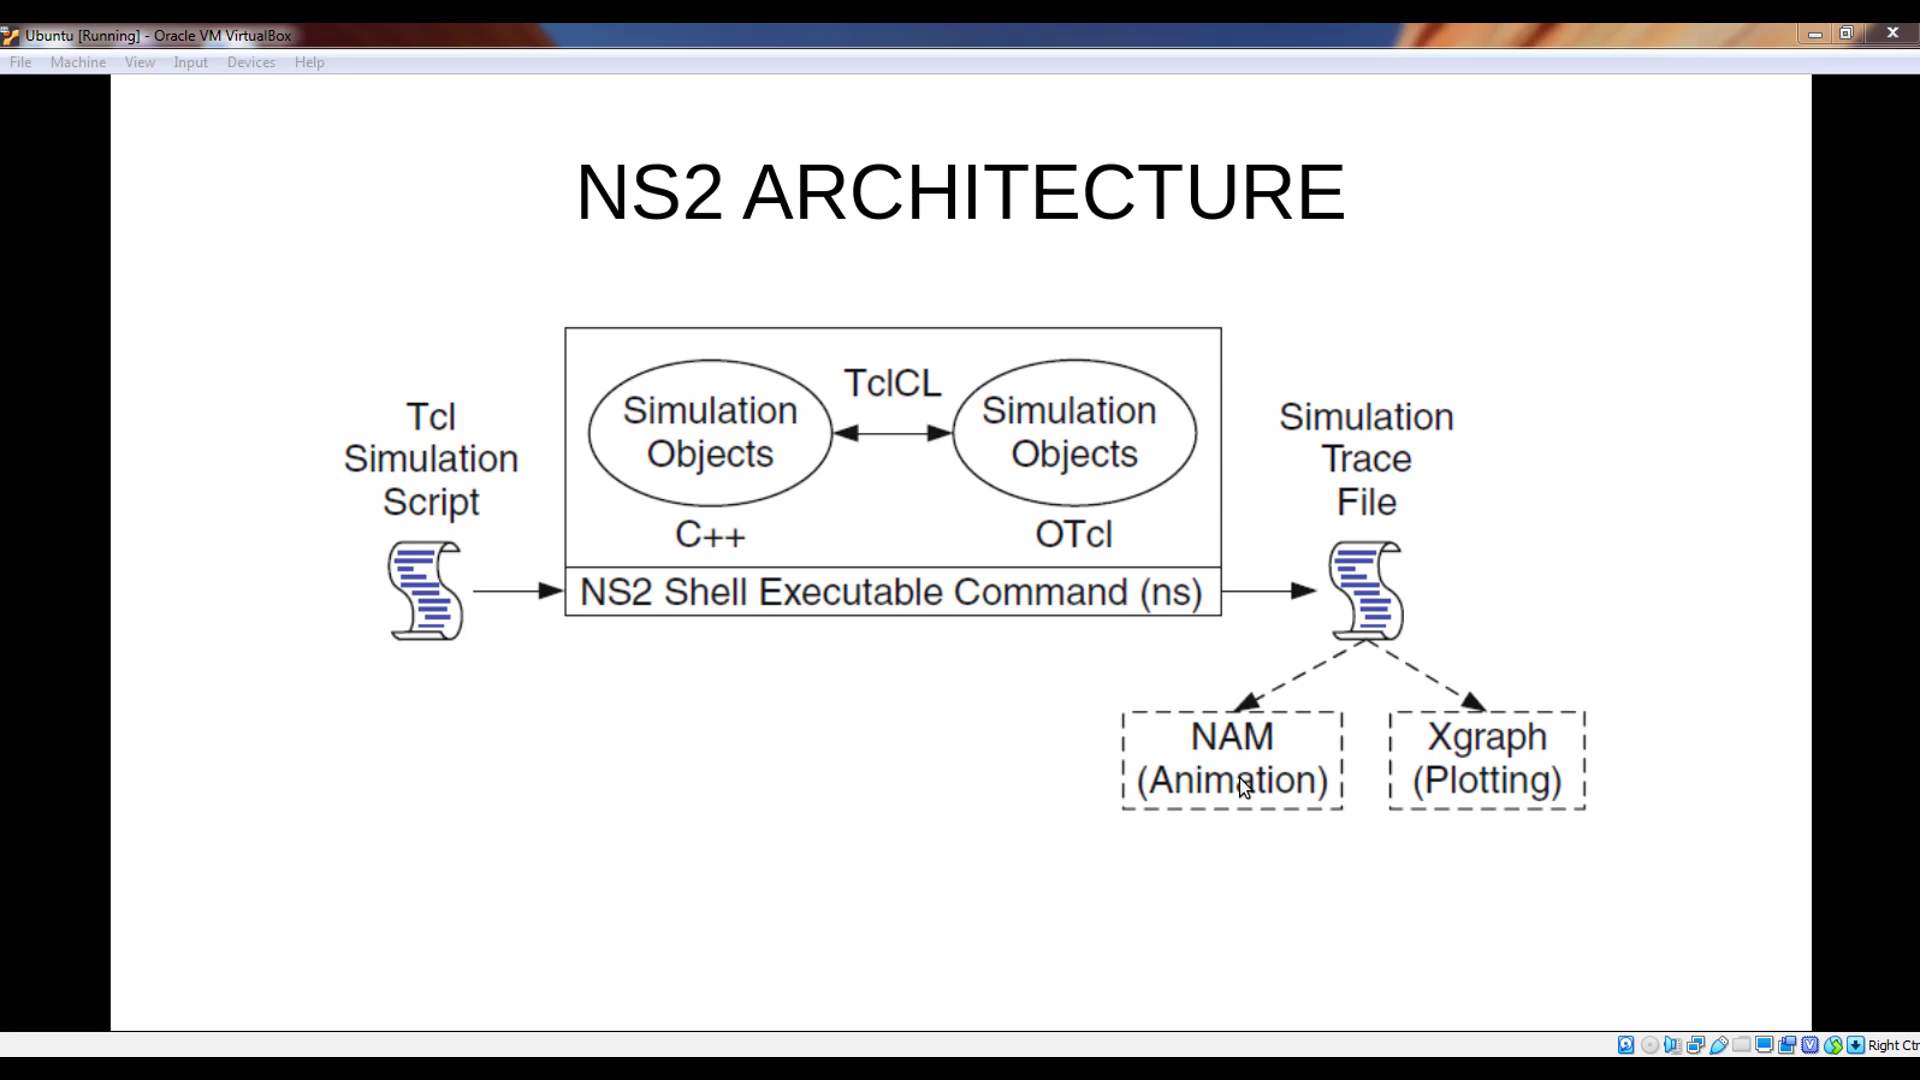 Ubuntu [Running] - Oracle VM VirtualBox
File Machine View Input Devices Help
NS2 ARCHITECTURE
Tcl
Simulation
Script
Simulation
Objects
C++
TclCL
Simulation
Objects
OTcl
NS2 Shell Executable Command (ns)
Simulation
Trace
File
NAM
(Animation)
Xgraph
(Plotting)
Right Ctr